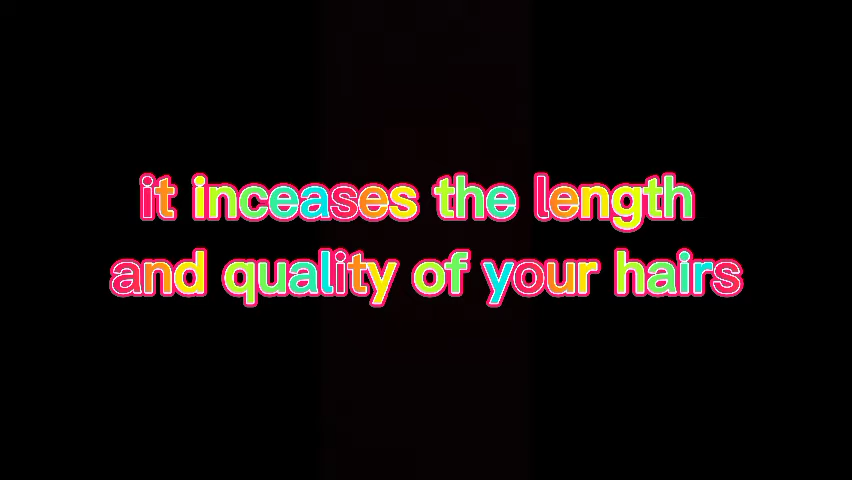 it inceases the length
and quality of your hairs